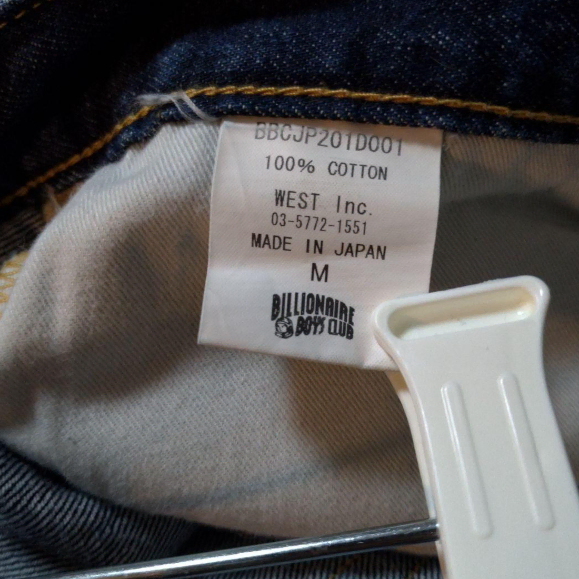 BBCJP201D001
100% COTTON
WEST Inc.
03-5772-1551
MADE IN JAPAN
M
BILLIONAIRE
BOYS CLUB